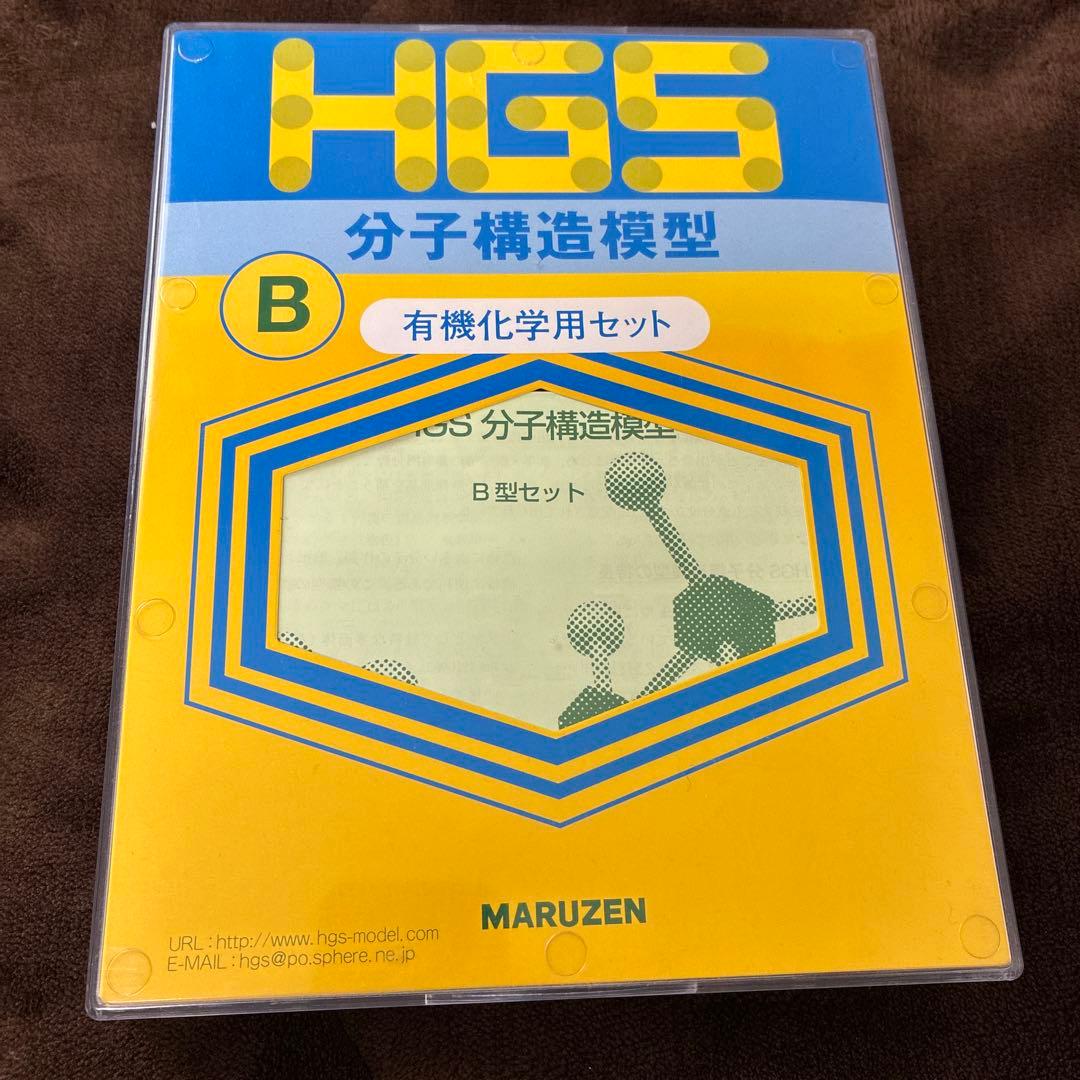 HGS
分子構造模型
B
有機化学用セット
HGS 分子構造模型
B型セット
MARUZEN
URL:http://www.hgs-model.com
E-MAIL:hgs@po.sphere.ne.jp